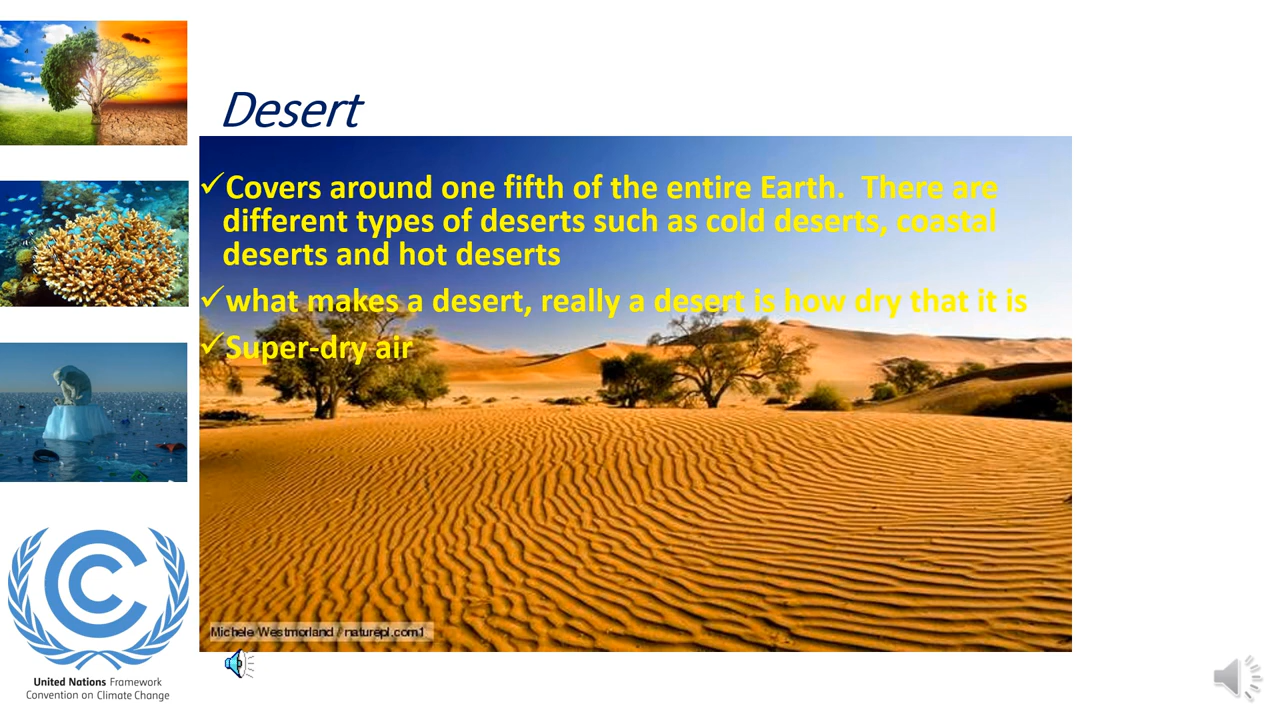 Desert
✓Covers around one fifth of the entire Earth.  There are
different types of deserts such as cold deserts, coastal
deserts and hot deserts
✓what makes a desert, really a desert is how dry that it is
✓Super-dry air
Michele Westmorland / naturepl.com1
United Nations Framework
Convention on Climate Change